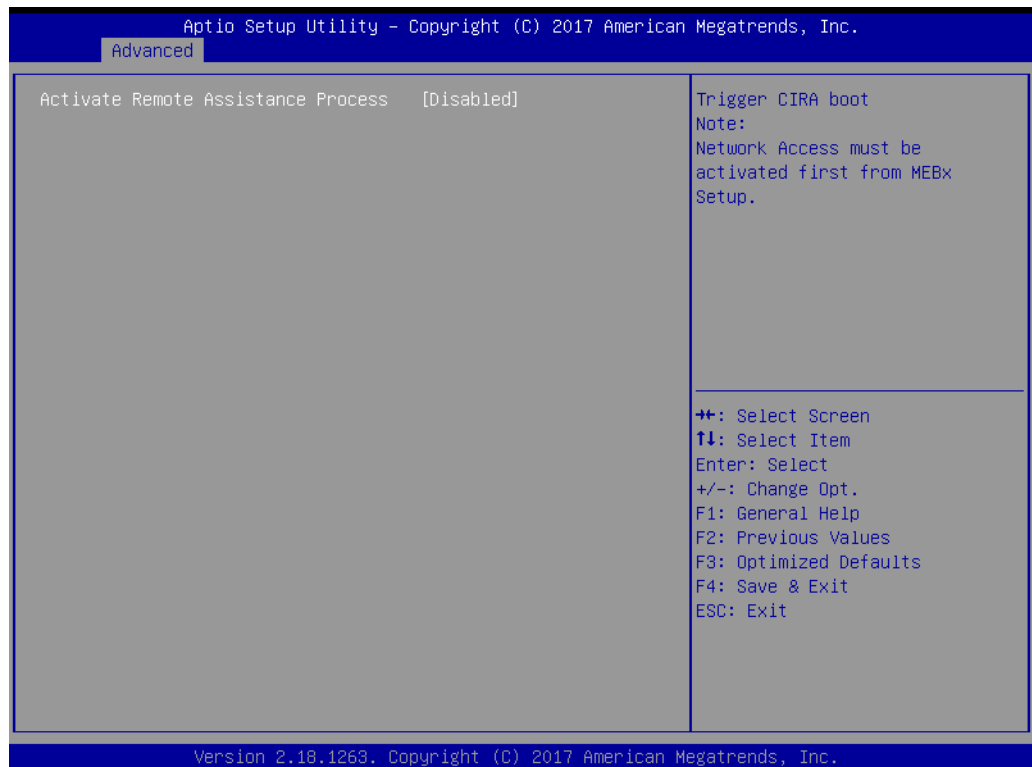 Aptio Setup Utility – Copyright (C) 2017 American Megatrends, Inc.
Advanced
Activate Remote Assistance Process [Disabled]
Trigger CIRA boot
Note:
Network Access must be
activated first from MEBx
Setup.
→←: Select Screen
↑↓: Select Item
Enter: Select
+/-: Change Opt.
F1: General Help
F2: Previous Values
F3: Optimized Defaults
F4: Save & Exit
ESC: Exit
Version 2.18.1263. Copyright (C) 2017 American Megatrends, Inc.